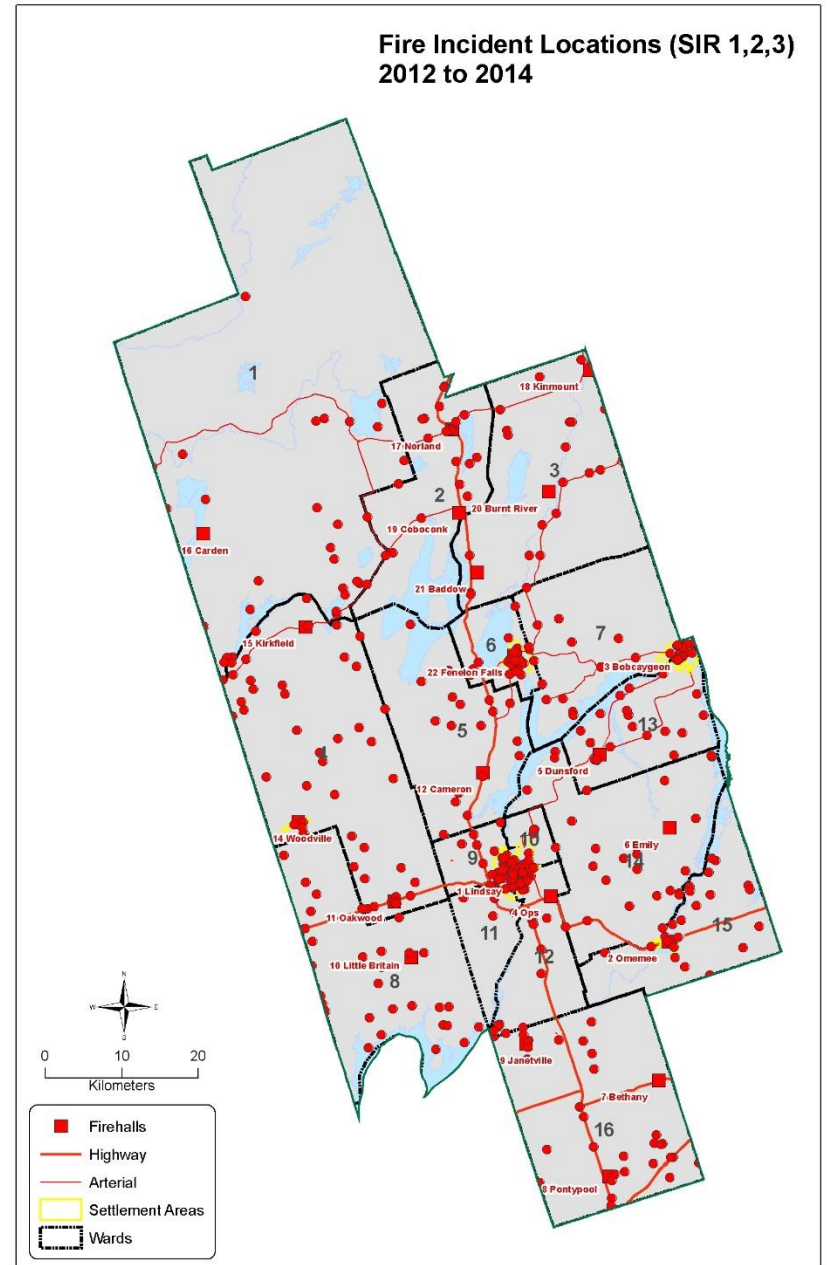 Fire Incident Locations (SIR 1,2,3)
2012 to 2014
1
18 Kinmount
17 Norland
3
2
20 Burnt River
19 Coboconk
16 Carden
21 Baddow
7
15 Kirkfield
6
3 Bobcaygeon
22 Fenelon Falls
13
5
4
5 Dunsford
12 Cameron
14 Woodville
10
6 Emily
9
14
1 Lindsay
11 Oakwood
4 Ops
15
11
12
2 Omemee
10 Little Britain
8
N
W E
0 10 20
Kilometers
9 Janetville
7 Bethany
16
8 Pontypool
Firehalls
Highway
Arterial
Settlement Areas
Wards